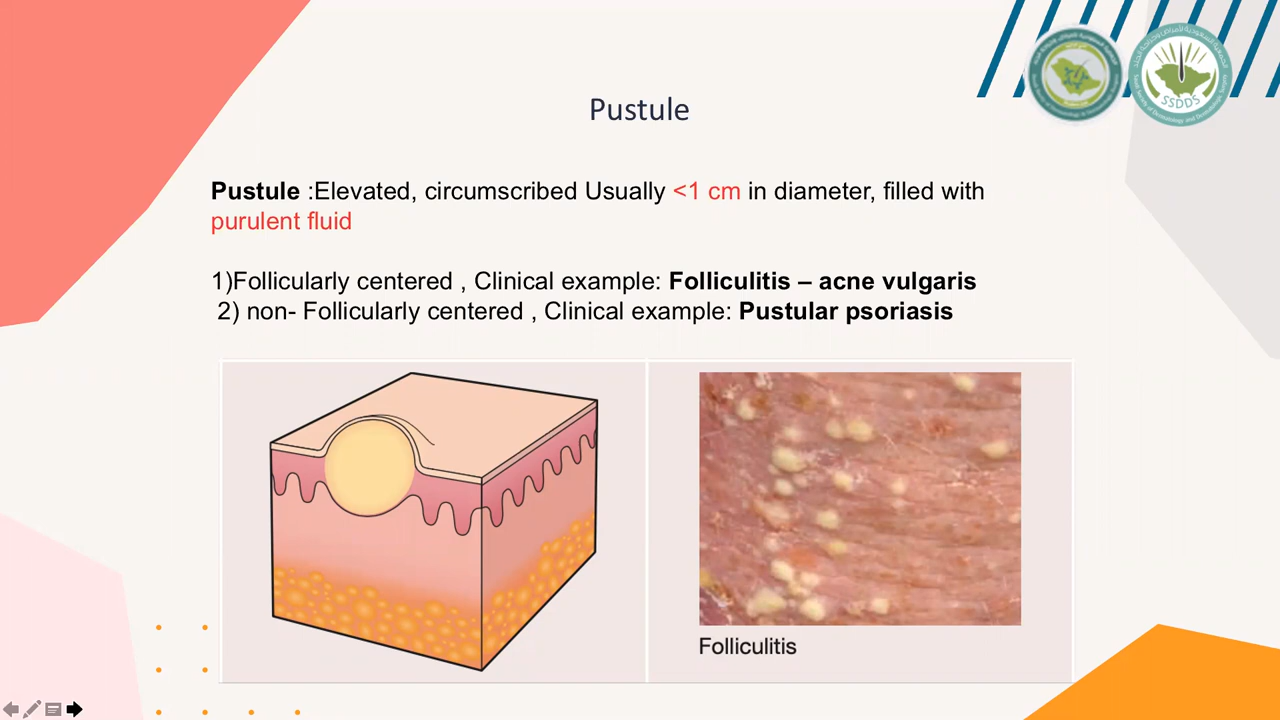 Pustule
Pustule :Elevated, circumscribed Usually <1 cm in diameter, filled with
purulent fluid
1)Follicularly centered , Clinical example: Folliculitis – acne vulgaris
2) non- Follicularly centered , Clinical example: Pustular psoriasis
Folliculitis
SSDDS